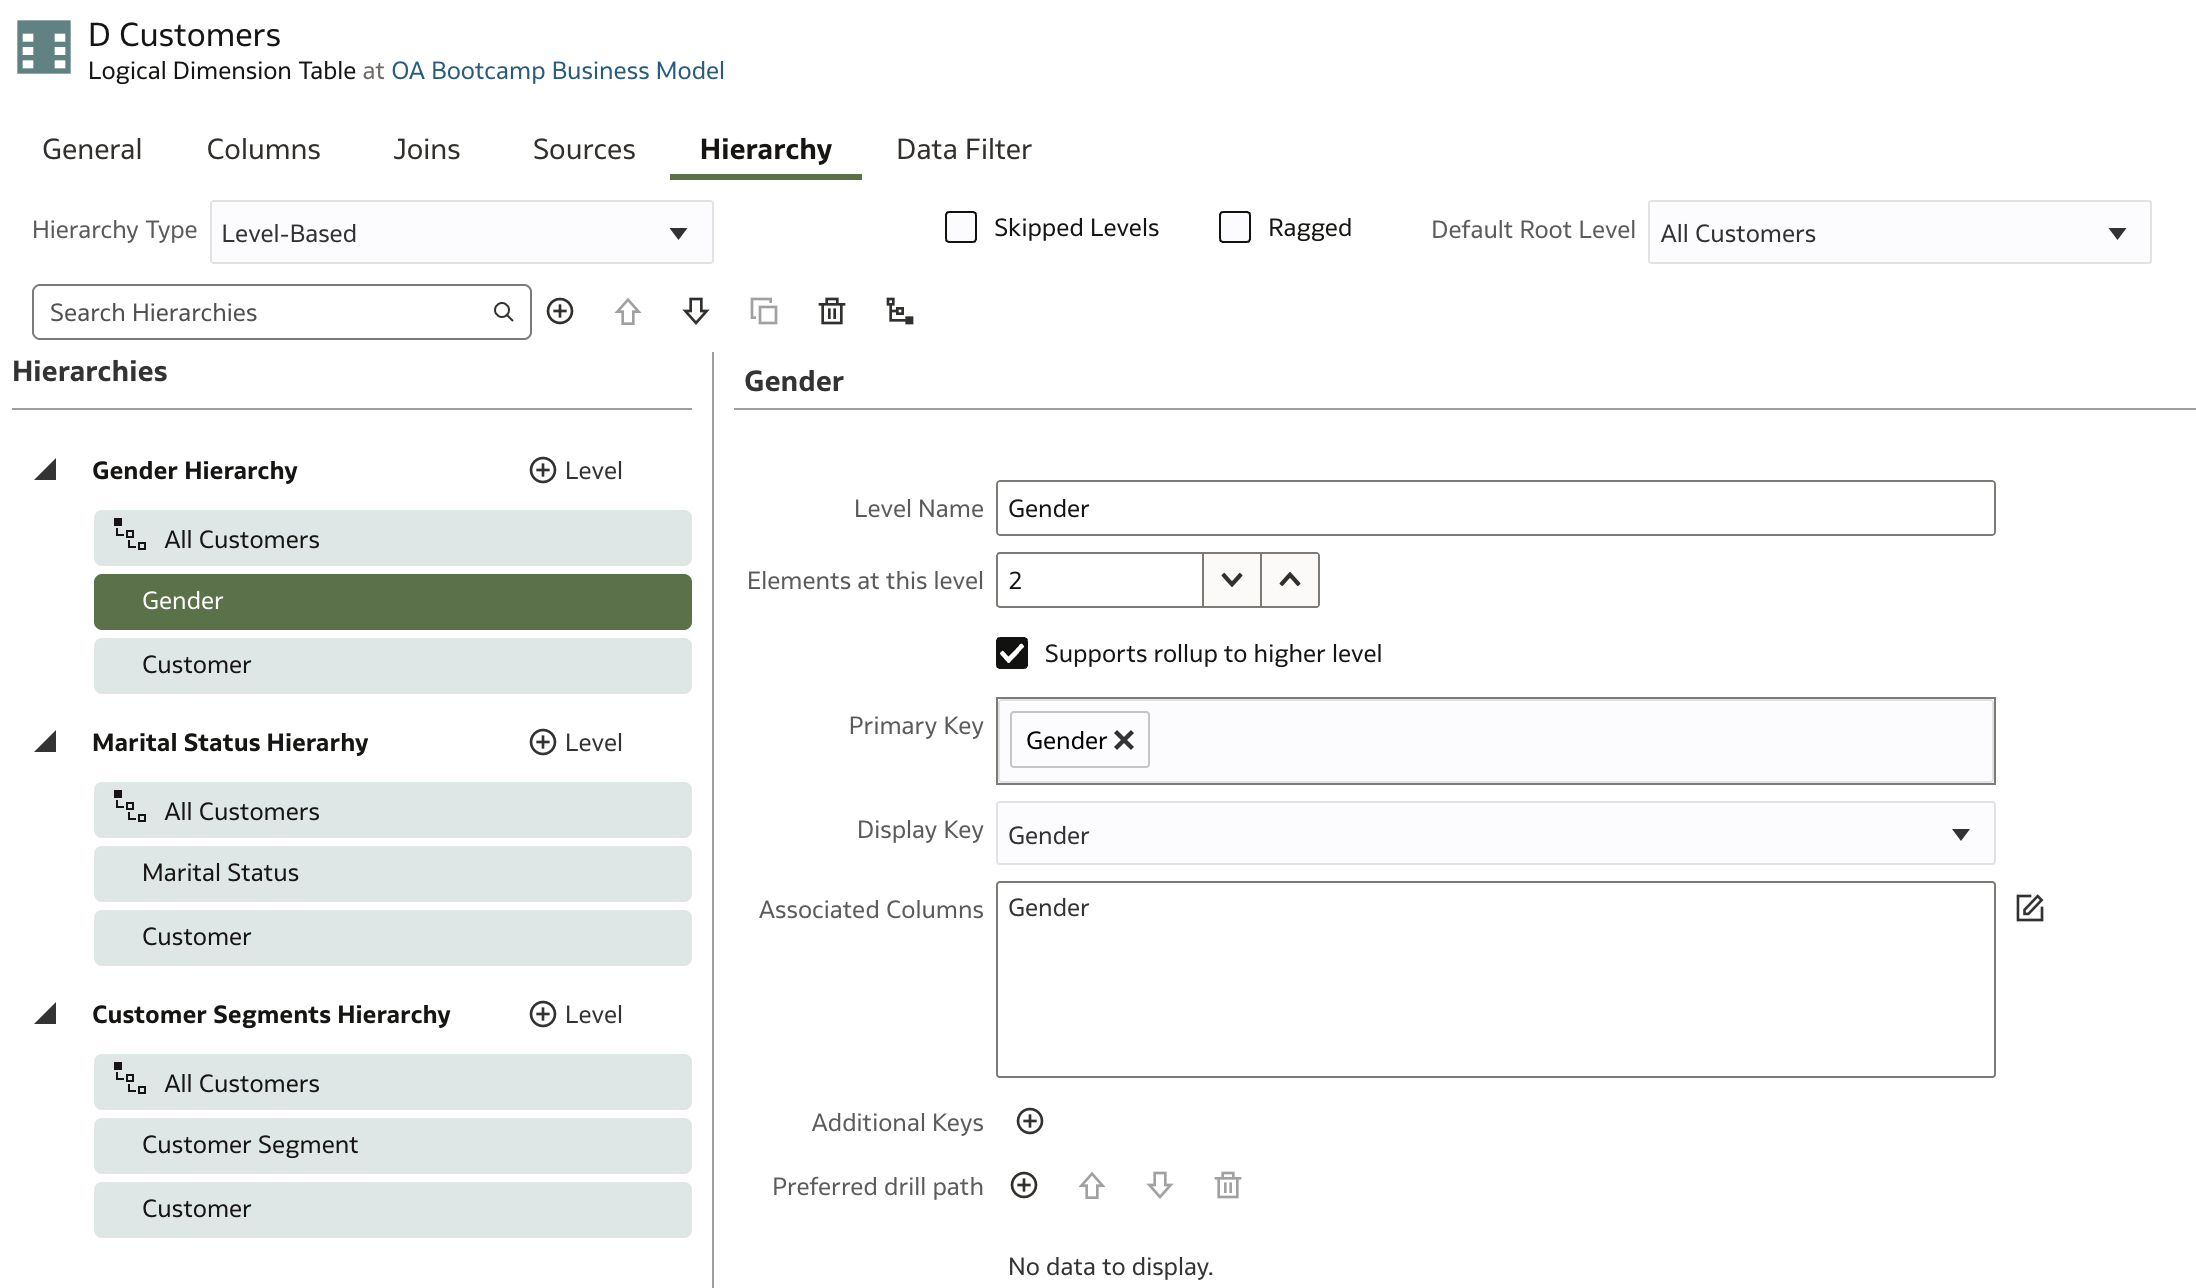 D Customers
Logical Dimension Table at OA Bootcamp Business Model
General Columns Joins Sources Hierarchy Data Filter
Hierarchy Type Level-Based Skipped Levels Ragged Default Root Level All Customers
Search Hierarchies
Hierarchies
Gender Hierarchy Level
All Customers
Gender
Customer
Marital Status Hierarhy Level
All Customers
Marital Status
Customer
Customer Segments Hierarchy Level
All Customers
Customer Segment
Customer
Gender
Level Name Gender
Elements at this level 2
Supports rollup to higher level
Primary Key Gender
Display Key Gender
Associated Columns Gender
Additional Keys
Preferred drill path
No data to display.